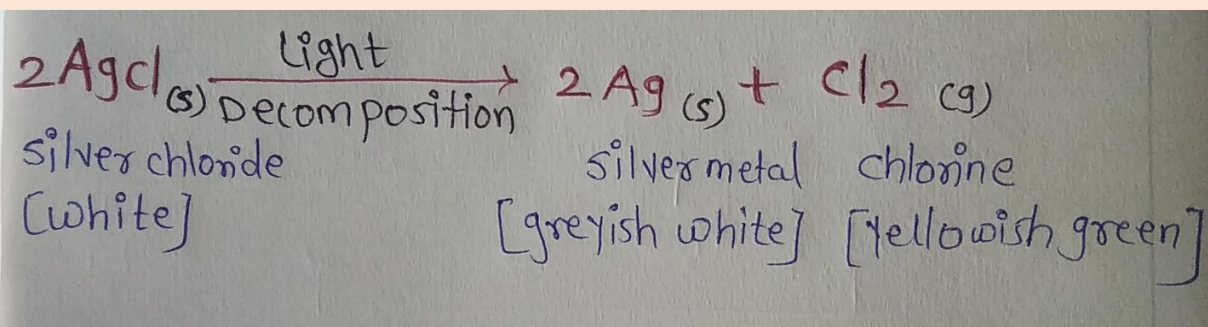 Light
2Agcl(s) → 2Ag(s) + Cl2(g)
Decomposition
silver chloride silver metal chlorine
[white] [greyish white] [yellowish green]